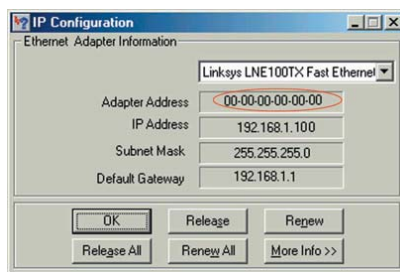 IP Configuration
Ethernet Adapter Information
Linksys LNE100TX Fast Ethernet
Adapter Address 00-00-00-00-00-00
IP Address 192.168.1.100
Subnet Mask 255.255.255.0
Default Gateway 192.168.1.1
OK Release Renew
Release All Renew All More Info >>